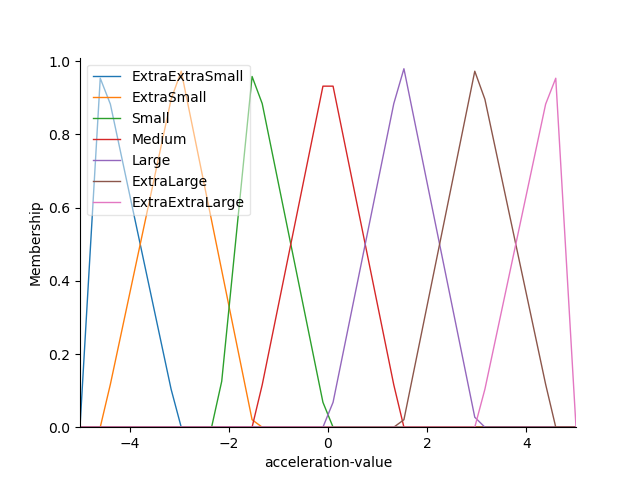 1.0
0.8
0.6
0.4
0.2
0.0
Membership
ExtraExtraSmall
ExtraSmall
Small
Medium
Large
ExtraLarge
ExtraExtraLarge
−4
−2
0
2
4
acceleration-value